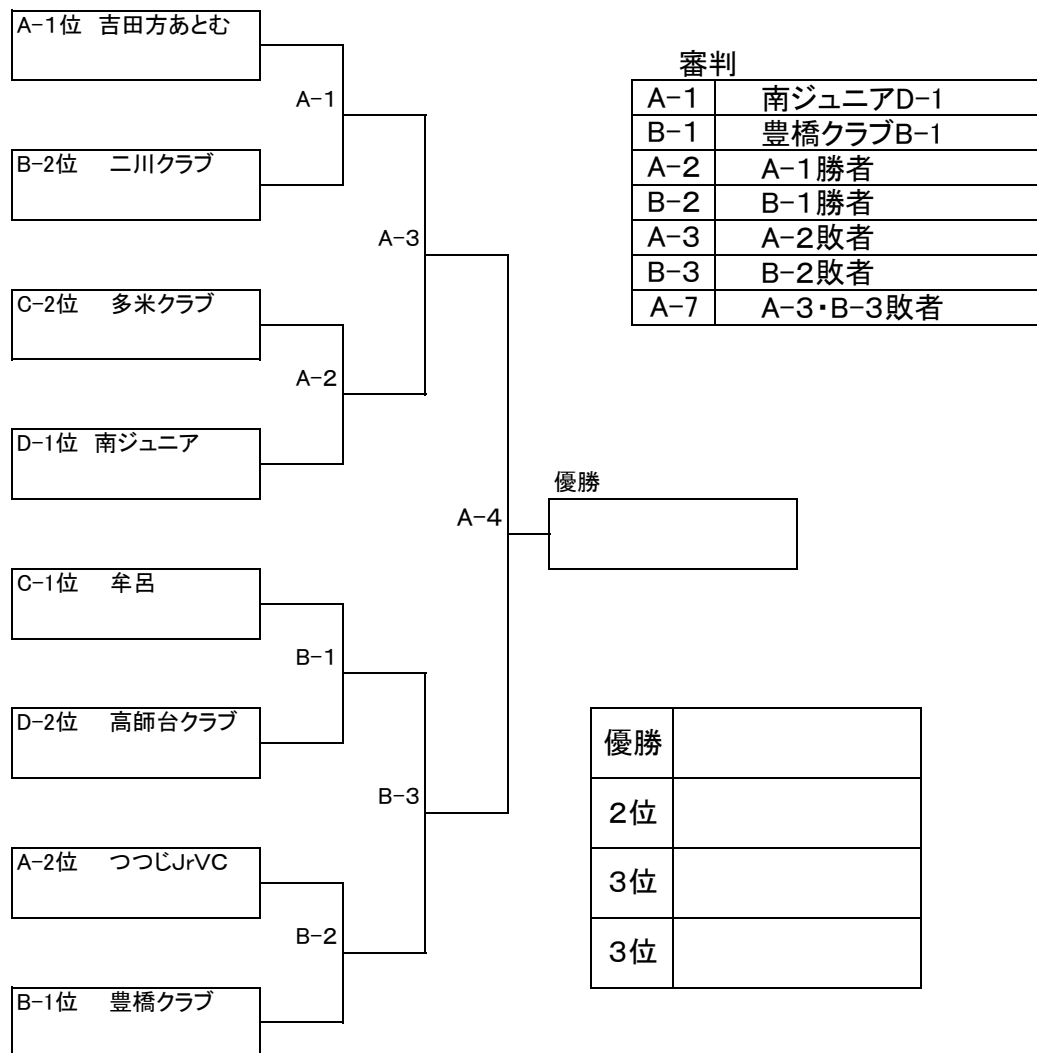 A-1位 吉田方あとむ
A-1
B-2位 二川クラブ
A-3
C-2位 多米クラブ
A-2
D-1位 南ジュニア
A-4
優勝
C-1位 牟呂
B-1
D-2位 高師台クラブ
B-3
A-2位 つつじJrVC
B-2
B-1位 豊橋クラブ
審判
A-1 南ジュニアD-1
B-1 豊橋クラブB-1
A-2 A-1勝者
B-2 B-1勝者
A-3 A-2敗者
B-3 B-2敗者
A-7 A-3・B-3敗者
優勝
2位
3位
3位